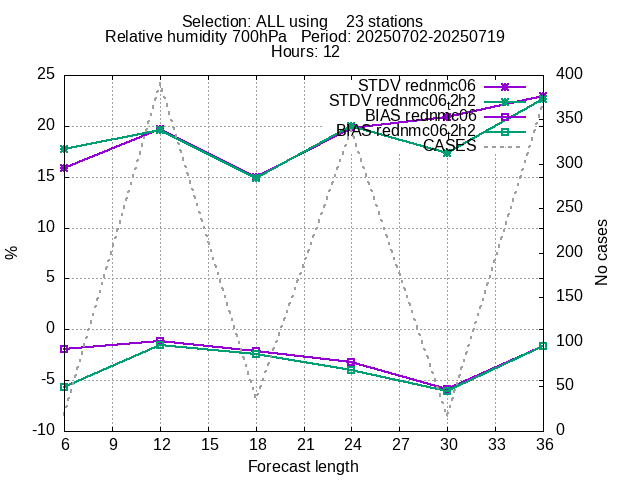 Selection: ALL using    23 stations
Relative humidity 700hPa   Period: 20250702-20250719
Hours: 12
STDV rednmc06
STDV rednmc06t2h2
BIAS rednmc06
BIAS rednmc06t2h2
CASES
25
20
15
10
5
0
-5
-10
400
350
300
250
200
150
100
50
0
%
No cases
6 9 12 15 18 21 24 27 30 33 36
Forecast length